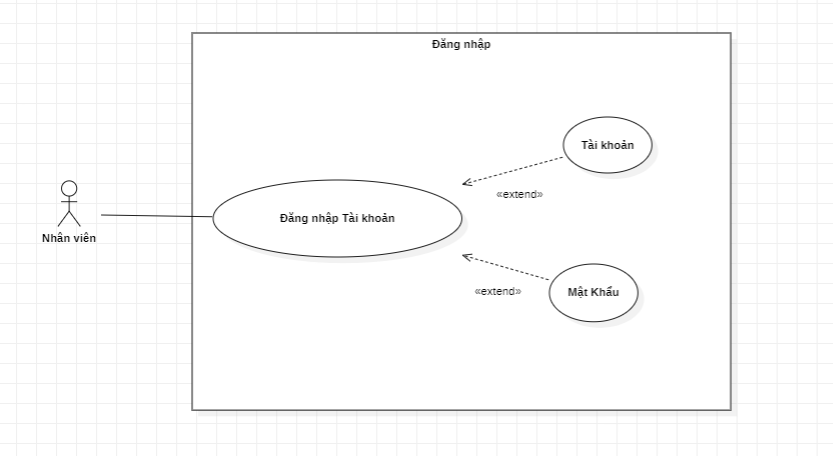 Đăng nhập
Tài khoản
«extend»
Đăng nhập Tài khoản
Nhân viên
«extend»
Mật Khẩu